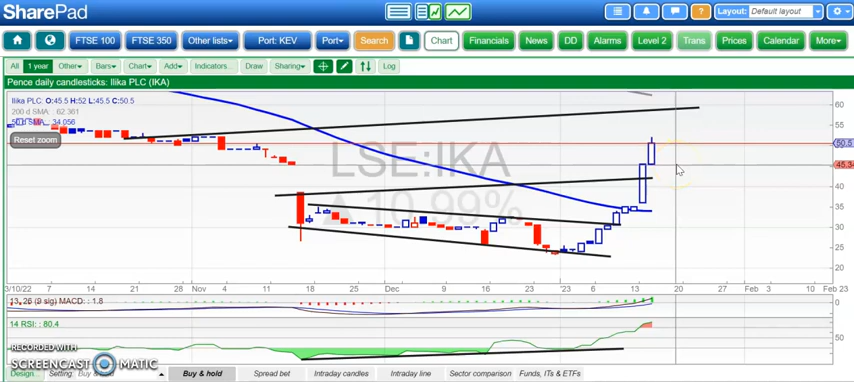 SharePad
Layout: Default layout
FTSE 100 FTSE 350 Other lists Port: KEV Port Search Chart Financials News DD Alarms Level 2 Trans Prices Calendar More
All 1 year Other Bars Chart Add Indicators.. Draw Sharing Log
Pence daily candlesticks: Ilika PLC (IKA)
Ilika PLC: O:45.5 H:52 L:45.5 C:50.5
200 d SMA: : 62.361
50 d SMA: : 34.056
Reset zoom
LSE:IKA
▲ 10.99%
60
55
50.5
45.34
40
35
30
25
20
3/10/22 7 14 21 Nov 4 11 18 25 Dec 9 16 23 '23 6 13 20 27 Feb 3 10 Feb 23
13, 26 (9 sig) MACD: : 1.8
0
14 RSI: : 80.4
50
RECORDED WITH
SCREENCAST MATIC
Design... Setting: Buy & hold Buy & hold Spread bet Intraday candles Intraday line Sector comparison Funds, ITs & ETFs